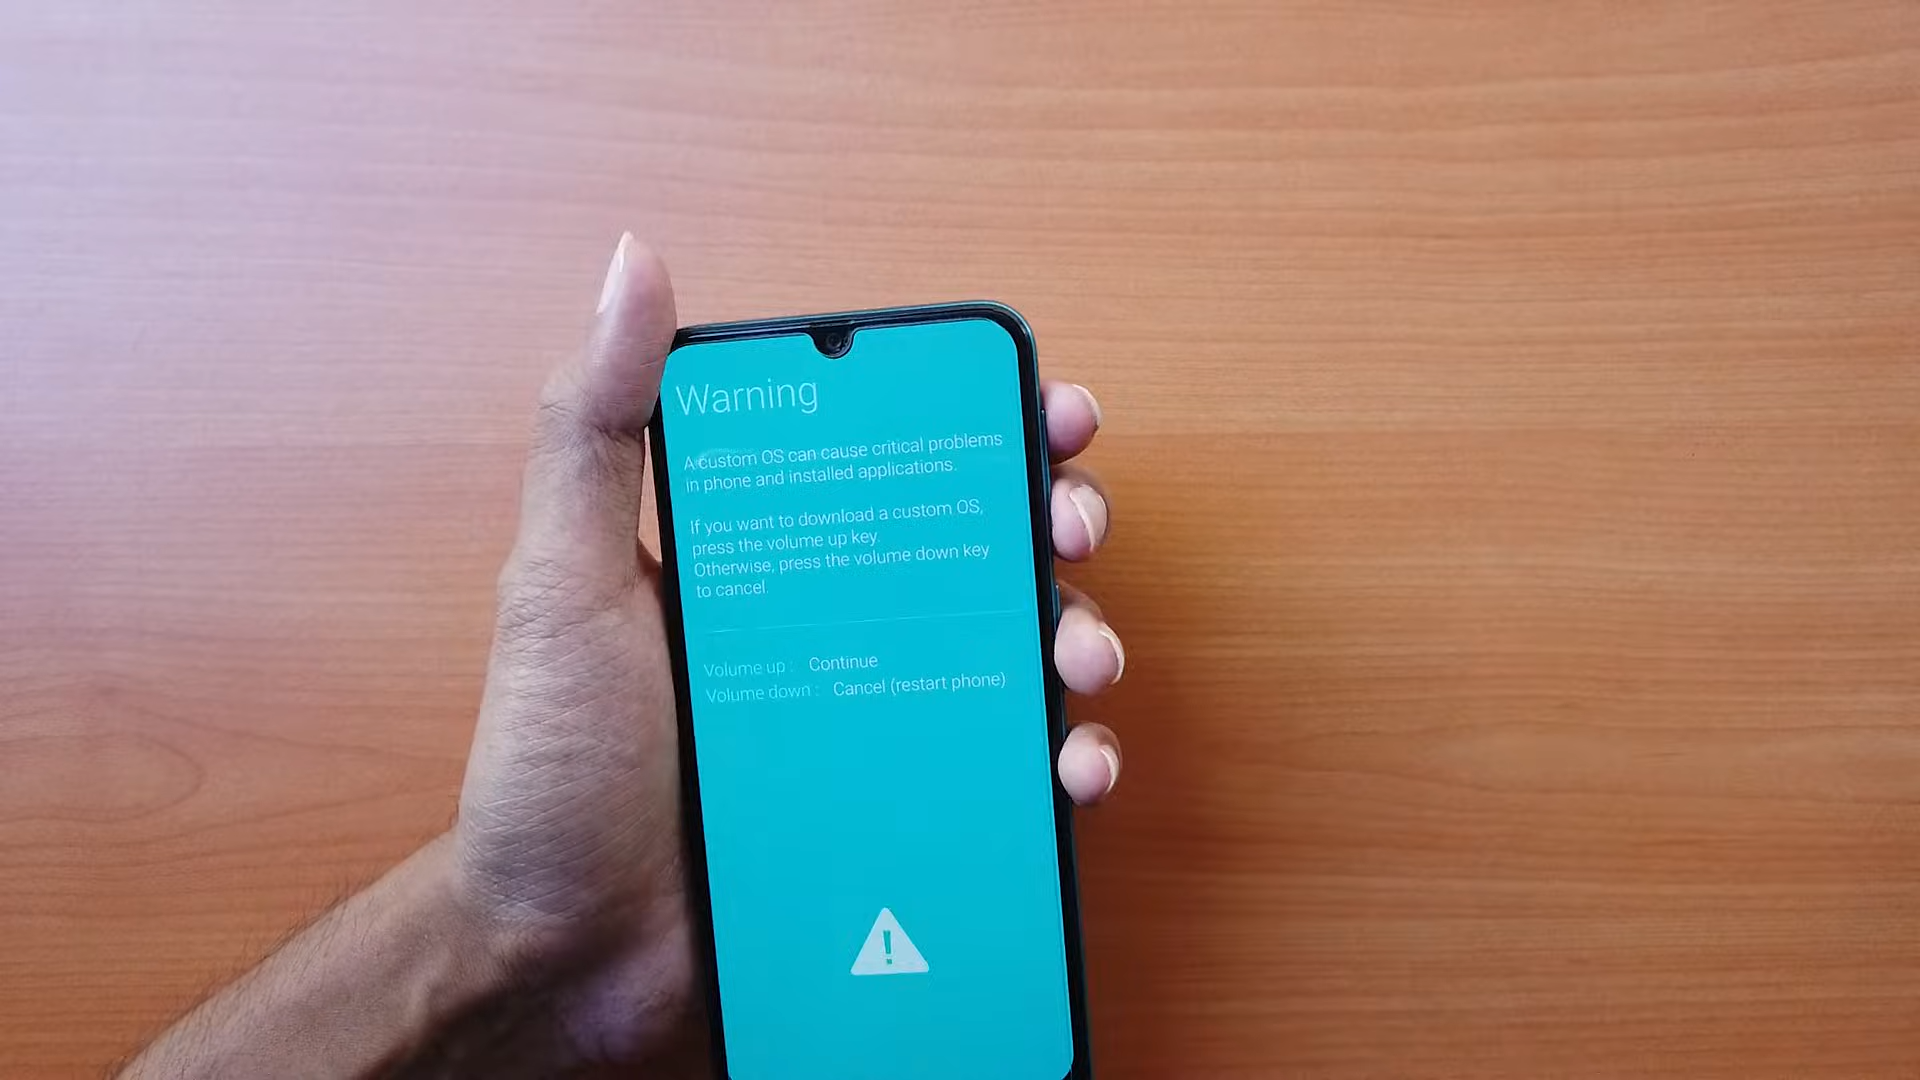 Warning
A custom OS can cause critical problems
in phone and installed applications.
If you want to download a custom OS,
press the volume up key.
Otherwise, press the volume down key
to cancel.
Volume up : Continue
Volume down : Cancel (restart phone)